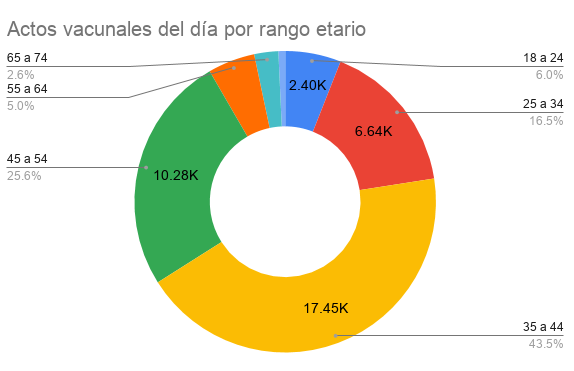 Actos vacunales del día por rango etario
65 a 74
2.6%
55 a 64
5.0%
45 a 54
25.6%
18 a 24
6.0%
25 a 34
16.5%
35 a 44
43.5%
2.40K
6.64K
10.28K
17.45K